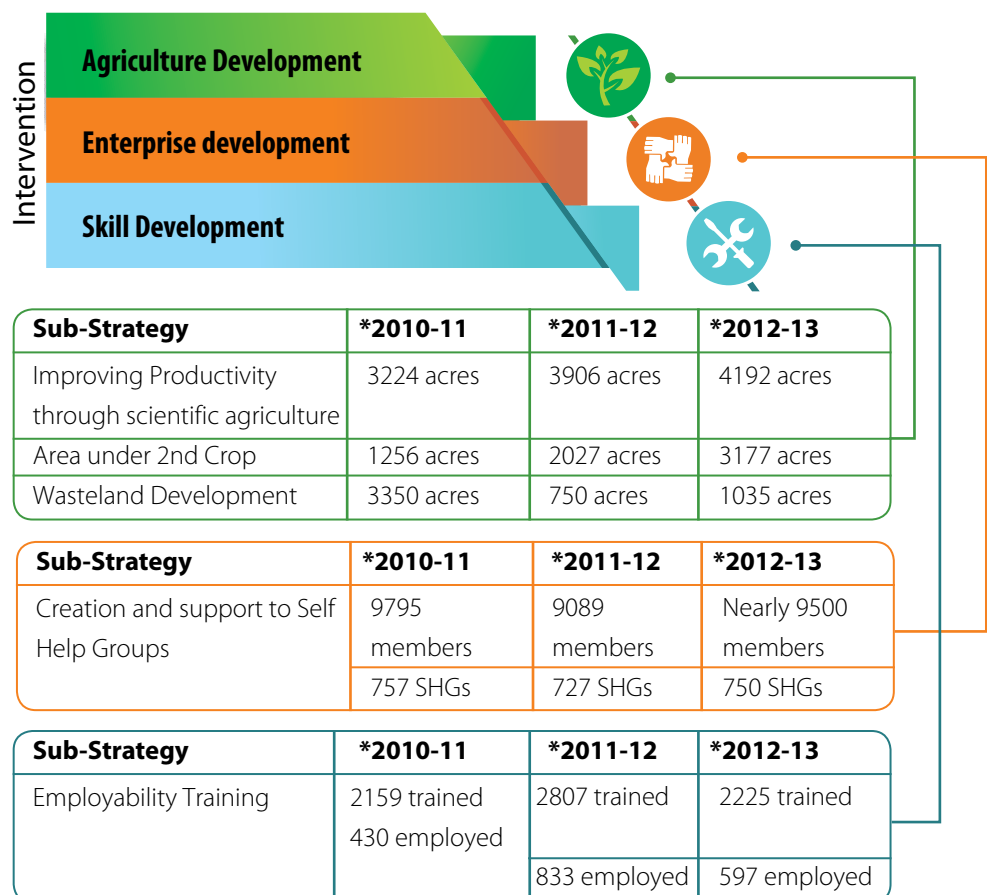 Intervention
Agriculture Development
Enterprise development
Skill Development
Sub-Strategy *2010-11 *2011-12 *2012-13
Improving Productivity 3224 acres 3906 acres 4192 acres
through scientific agriculture
Area under 2nd Crop 1256 acres 2027 acres 3177 acres
Wasteland Development 3350 acres 750 acres 1035 acres
Sub-Strategy *2010-11 *2011-12 *2012-13
Creation and support to Self 9795 9089 Nearly 9500
Help Groups members members members
757 SHGs 727 SHGs 750 SHGs
Sub-Strategy *2010-11 *2011-12 *2012-13
Employability Training 2159 trained 2807 trained 2225 trained
430 employed
833 employed 597 employed